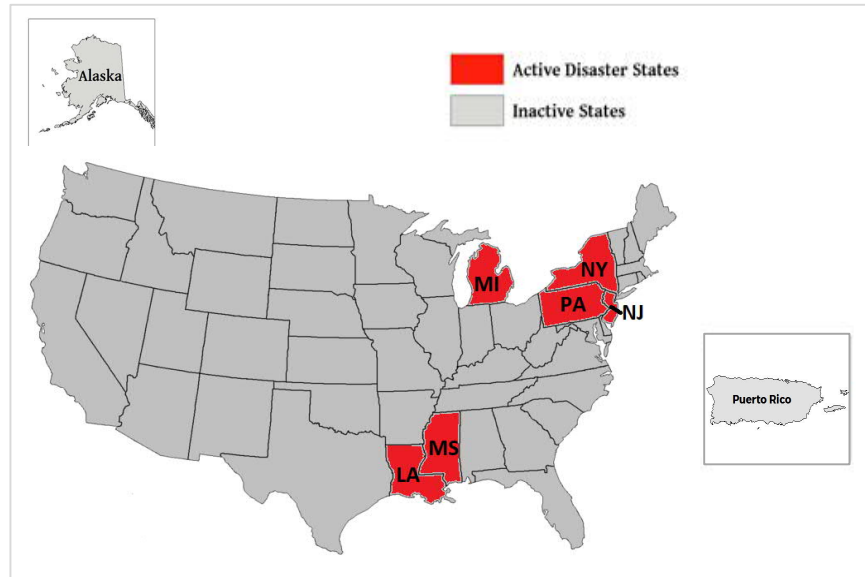 Alaska
Active Disaster States
Inactive States
NY
MI
PA
NJ
Puerto Rico
MS
LA